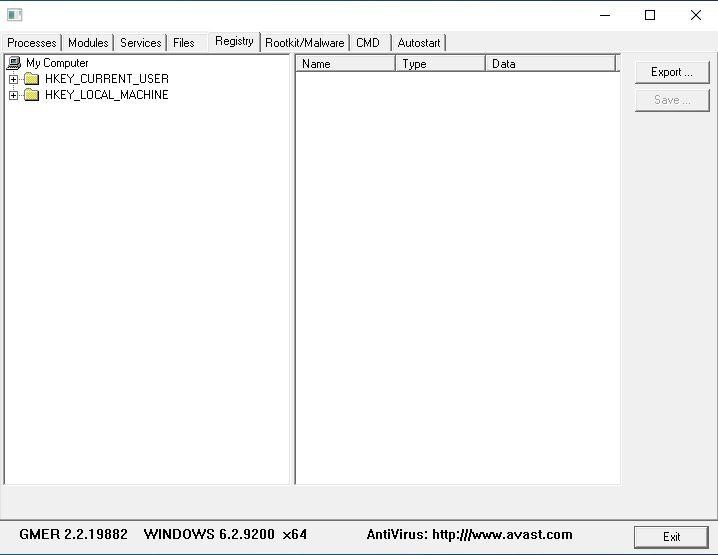 Processes Modules Services Files Registry Rootkit/Malware CMD Autostart
My Computer
HKEY_CURRENT_USER
HKEY_LOCAL_MACHINE
Name Type Data
Export ...
Save ...
GMER 2.2.19882 WINDOWS 6.2.9200 x64 AntiVirus: http:///www.avast.com Exit